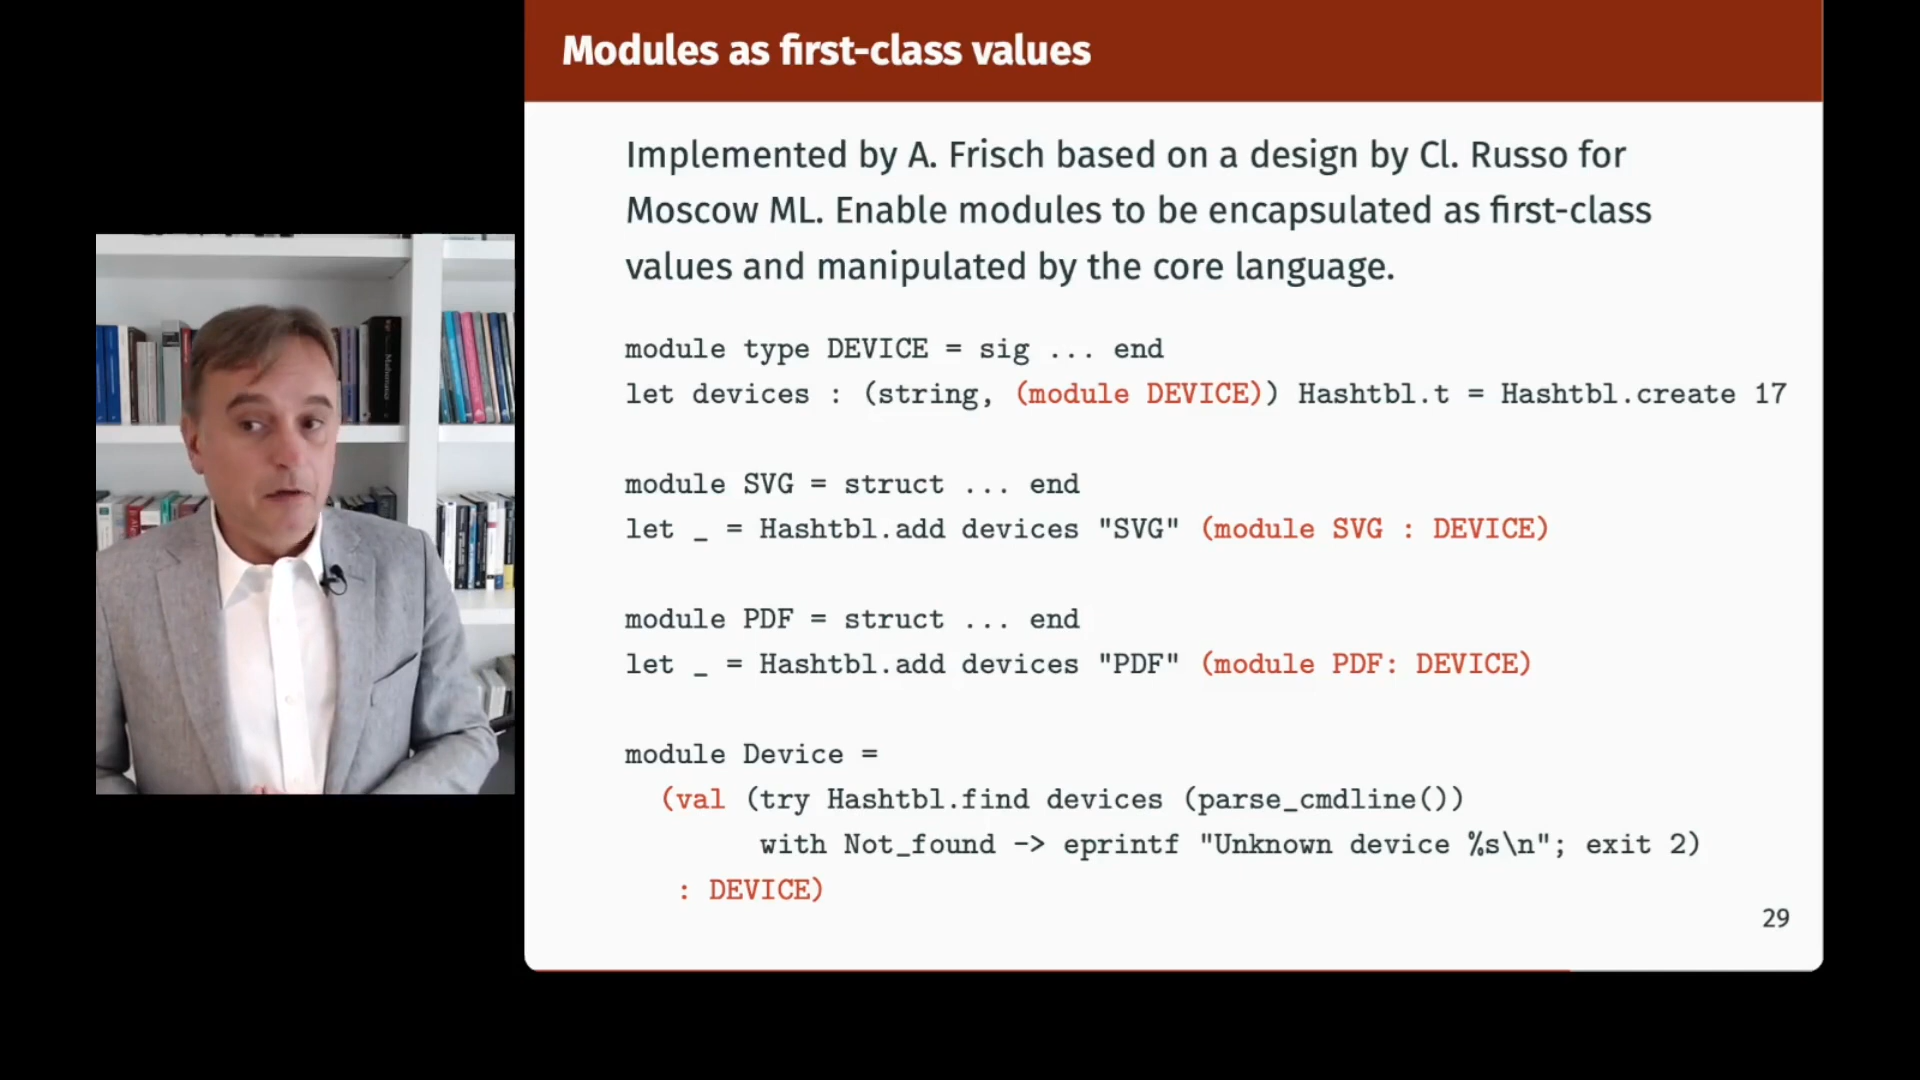 Modules as first-class values
Implemented by A. Frisch based on a design by Cl. Russo for
Moscow ML. Enable modules to be encapsulated as first-class
values and manipulated by the core language.
module type DEVICE = sig ... end
let devices : (string, (module DEVICE)) Hashtbl.t = Hashtbl.create 17
module SVG = struct ... end
let _ = Hashtbl.add devices "SVG" (module SVG : DEVICE)
module PDF = struct ... end
let _ = Hashtbl.add devices "PDF" (module PDF: DEVICE)
module Device =
(val (try Hashtbl.find devices (parse_cmdline())
with Not_found -> eprintf "Unknown device %s\n"; exit 2)
: DEVICE)
29